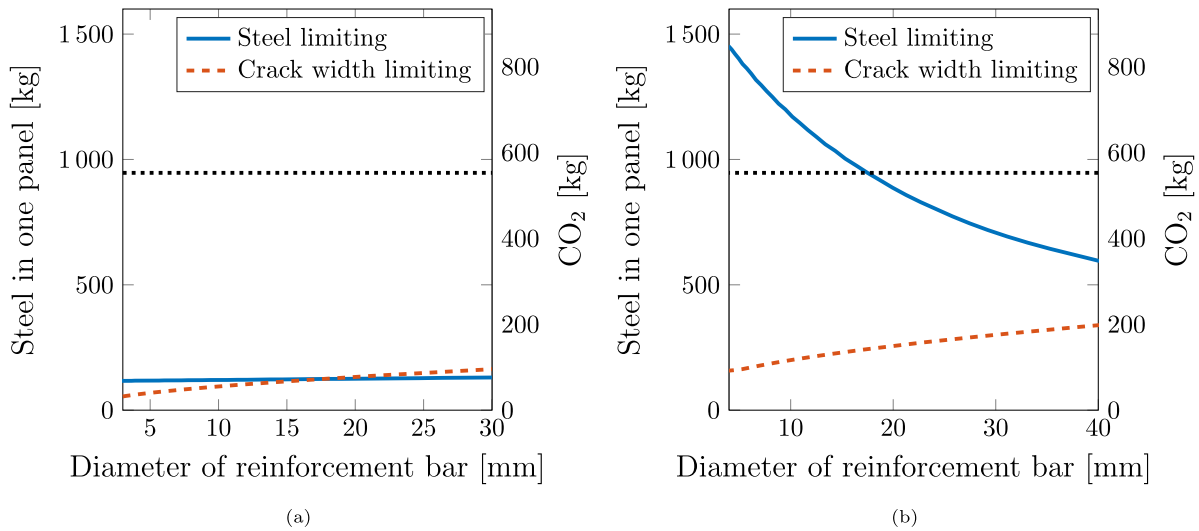 Steel limiting
Crack width limiting
1 500
1 000
500
0
800
600
400
200
0
5
10
15
20
25
30
Steel in one panel [kg]
CO₂ [kg]
Diameter of reinforcement bar [mm]
(a)
Steel limiting
Crack width limiting
1 500
1 000
500
0
800
600
400
200
0
10
20
30
40
Steel in one panel [kg]
CO₂ [kg]
Diameter of reinforcement bar [mm]
(b)